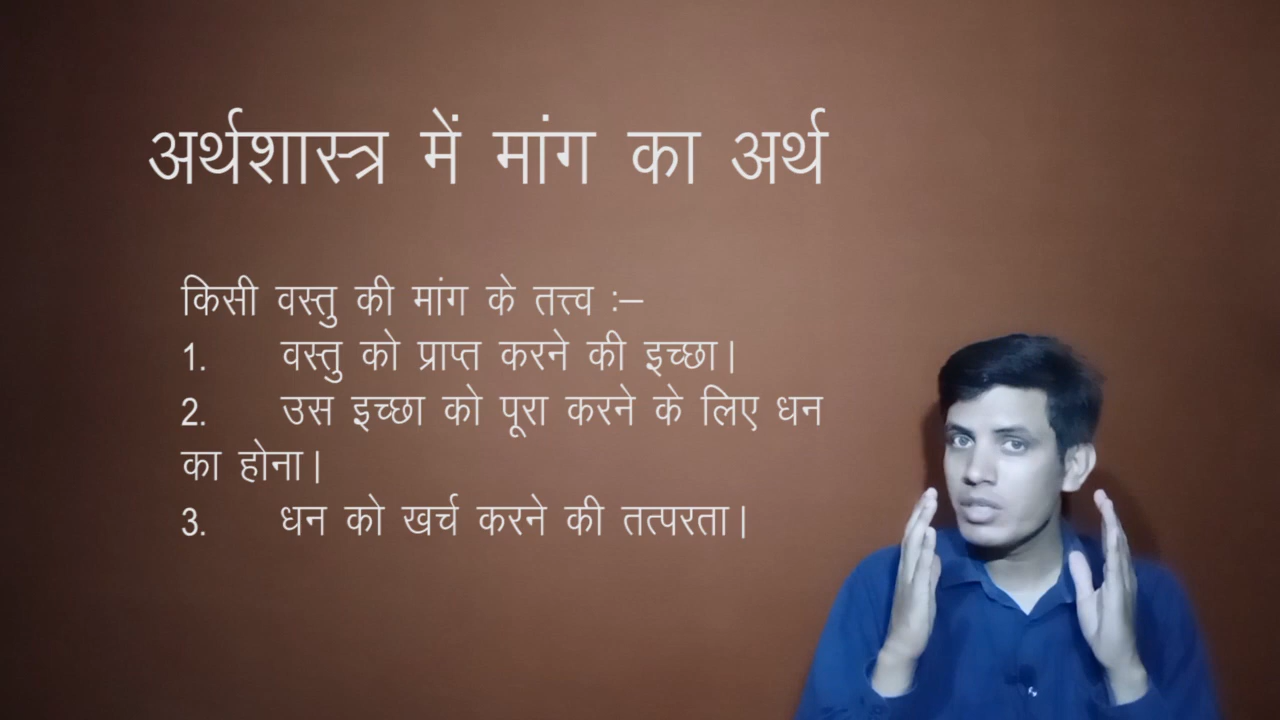 अर्थशास्त्र में मांग का अर्थ
किसी वस्तु की मांग के तत्त्व :–
1. वस्तु को प्राप्त करने की इच्छा।
2. उस इच्छा को पूरा करने के लिए धन
का होना।
3. धन को खर्च करने की तत्परता।